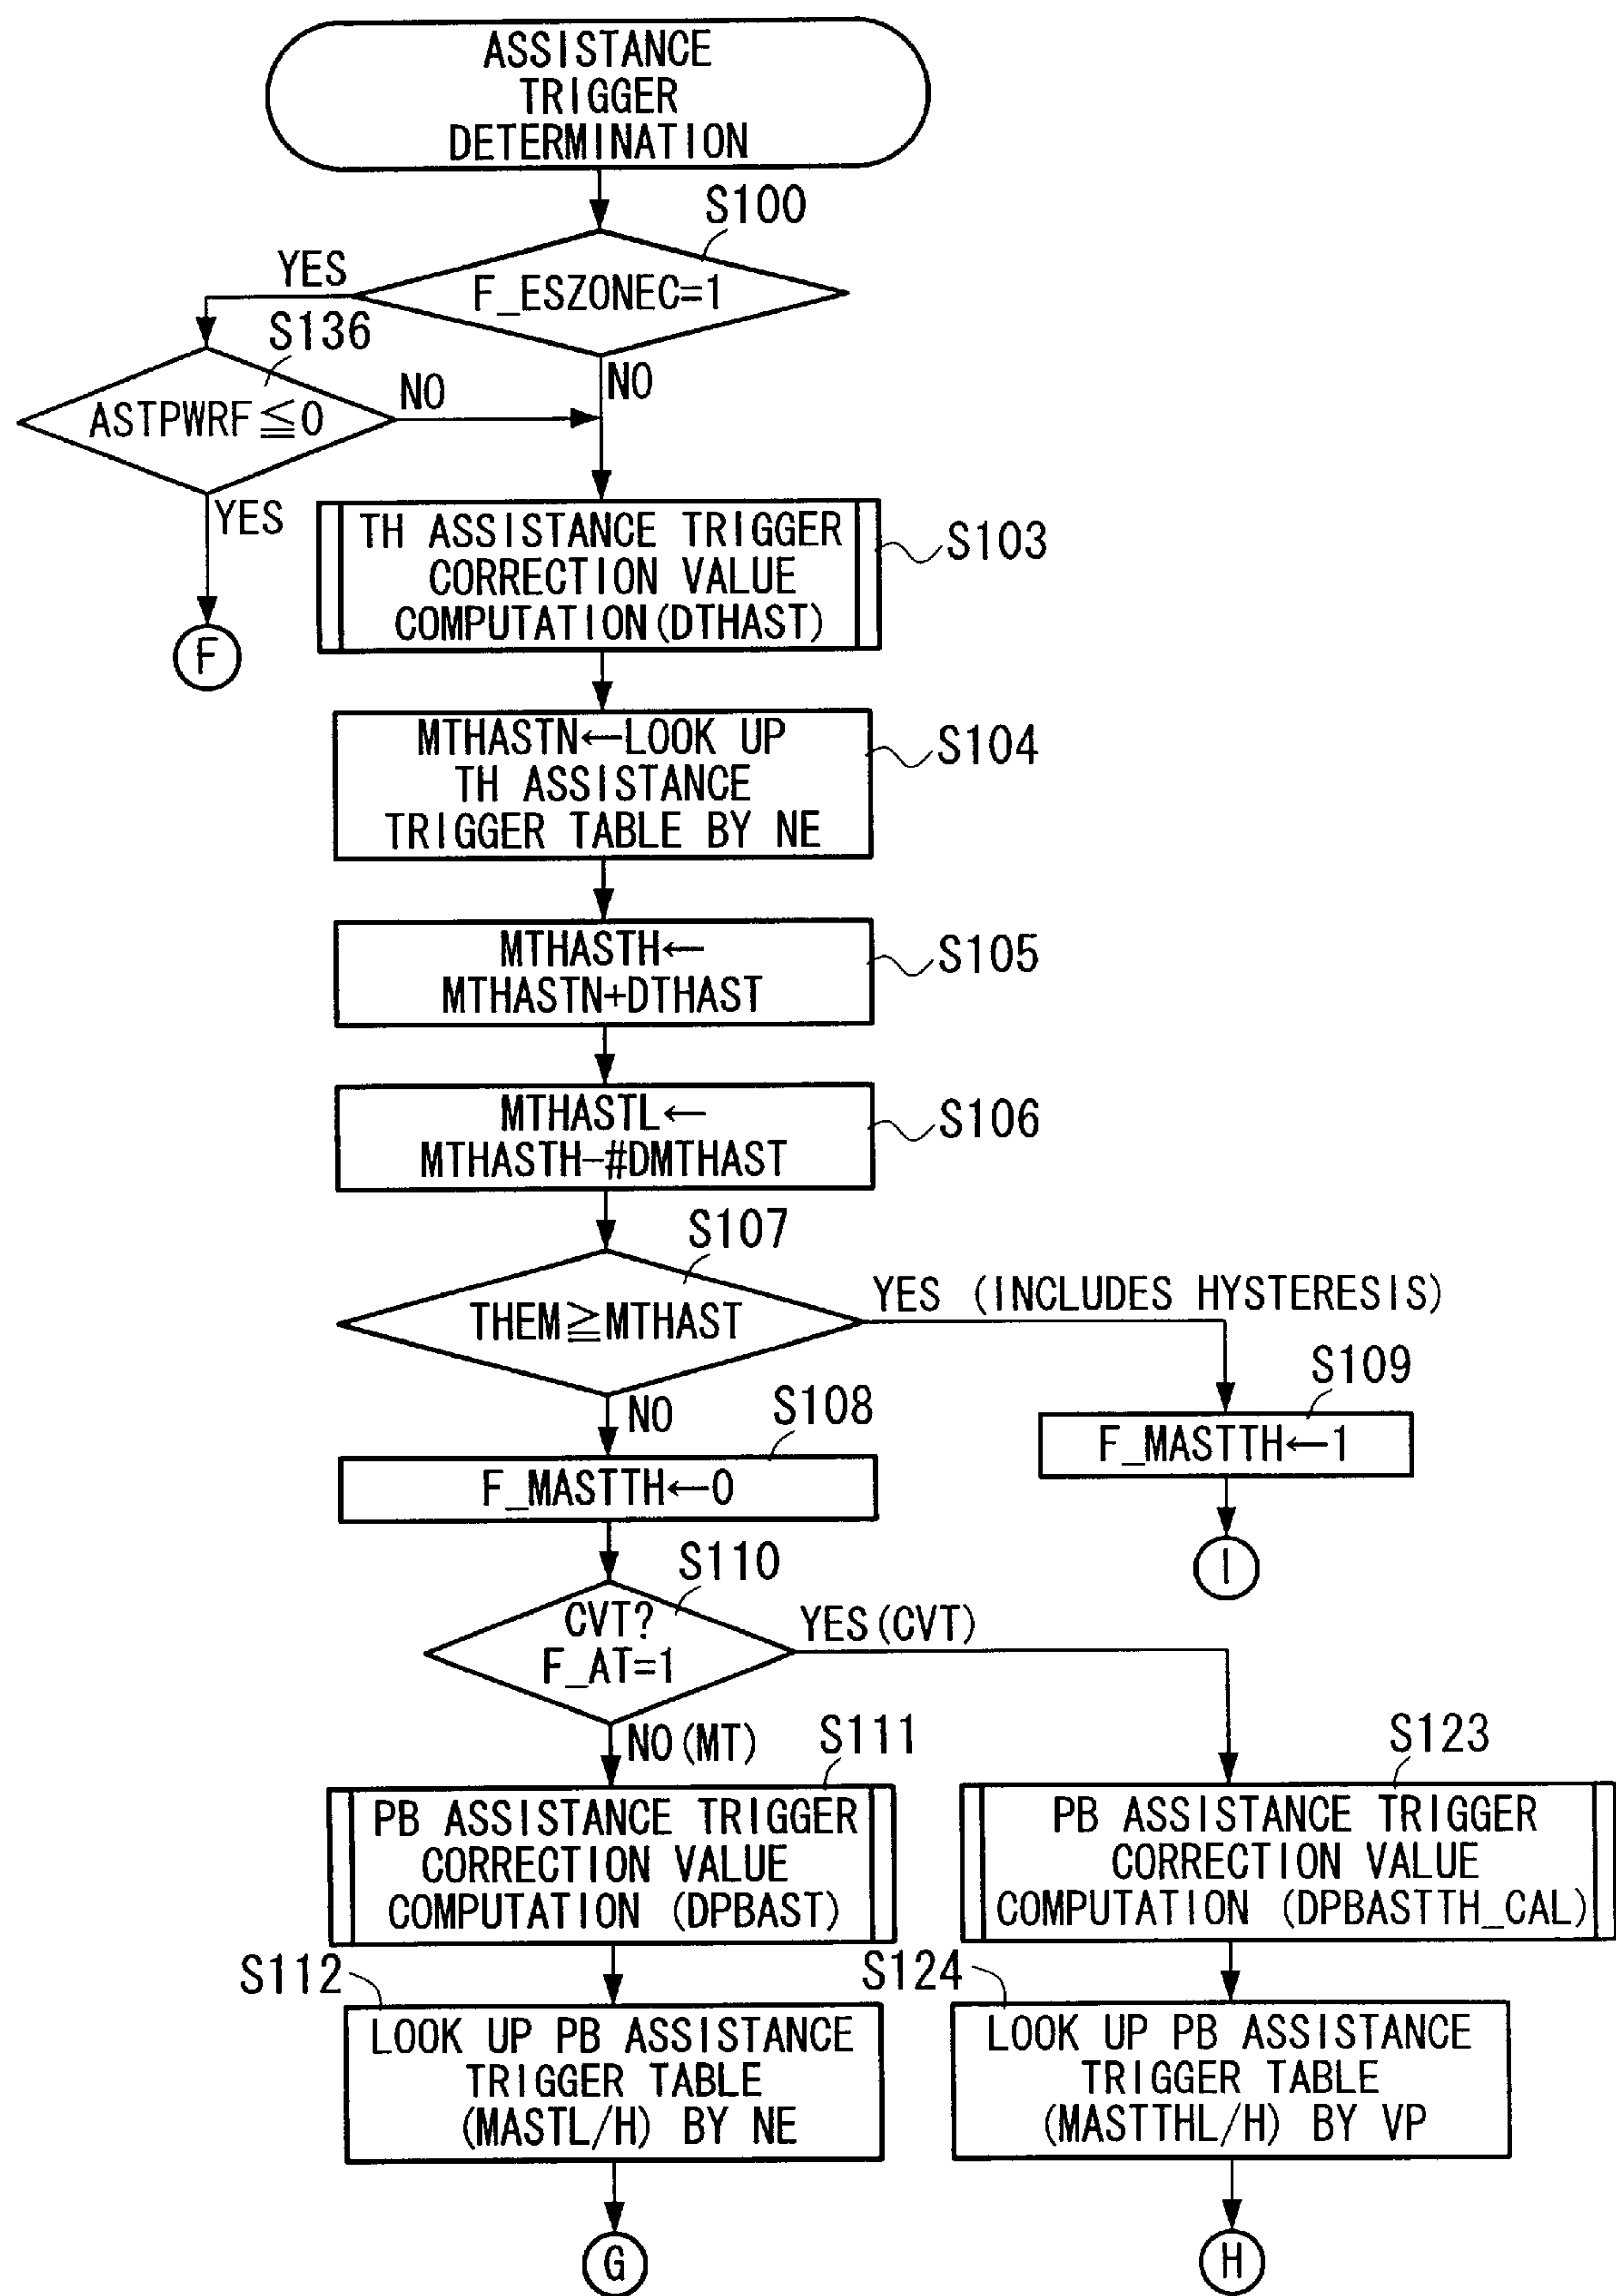 ASSISTANCE
TRIGGER
DETERMINATION
S100
F_ESZONEC=1
YES
NO
S136
ASTPWRF≦0
NO
YES
F
TH ASSISTANCE TRIGGER
CORRECTION VALUE
COMPUTATION(DTHAST)
S103
MTHASTN←LOOK UP
TH ASSISTANCE
TRIGGER TABLE BY NE
S104
MTHASTH←
MTHASTN+DTHAST
S105
MTHASTL←
MTHASTH-#DMTHAST
S106
S107
THEM≧MTHAST
YES (INCLUDES HYSTERESIS)
NO
S109
F_MASTTH←1
I
S108
F_MASTTH←0
S110
CVT?
F_AT=1
YES(CVT)
NO(MT)
S111
PB ASSISTANCE TRIGGER
CORRECTION VALUE
COMPUTATION (DPBAST)
S123
PB ASSISTANCE TRIGGER
CORRECTION VALUE
COMPUTATION (DPBASTTH_CAL)
S112
LOOK UP PB ASSISTANCE
TRIGGER TABLE
(MASTL/H) BY NE
S124
LOOK UP PB ASSISTANCE
TRIGGER TABLE
(MASTTHL/H) BY VP
G
H